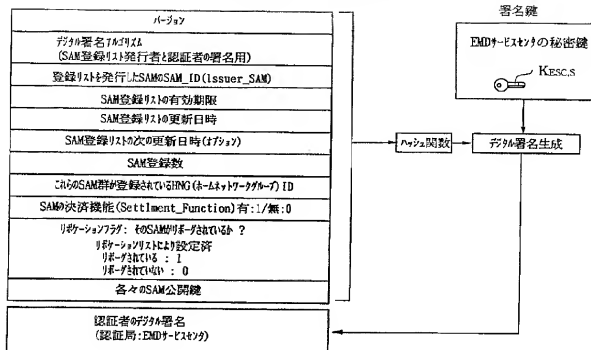 バージョン
デジタル署名アルゴリズム
(SAM登録リスト発行者と認証者の署名用)
登録リストを発行したSAMのSAM_ID(Issuer_SAM)
SAM登録リストの有効期限
SAM登録リストの更新日時
SAM登録リストの次の更新日時(オプション)
SAM登録数
これらのSAM群が登録されているHNG(ホームネットワークグループ)ID
SAMの決済機能(Settlment_Function)有:1/無:0
リボケーションフラグ: そのSAMがリボーグされているか ?
リボケーションリストにより設定済
リボーグされている : 1
リボーグされていない : 0
各々のSAM公開鍵
認証者のデジタル署名
(認証局:EMDサービスセンタ)
ハッシュ関数
署名鍵
EMDサービスセンタの秘密鍵
KESC,S
デジタル署名生成